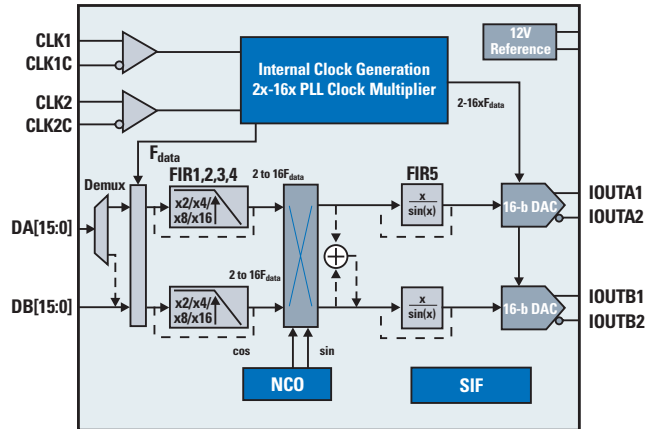 CLK1
CLK1C
CLK2
CLK2C
Internal Clock Generation
2x-16x PLL Clock Multiplier
12V
Reference
2-16xFdata
Fdata
Demux
FIR1,2,3,4
2 to 16Fdata
FIR5
x2/x4/
x8/x16
x
sin(x)
16-b DAC
IOUTA1
IOUTA2
DA[15:0]
2 to 16Fdata
DB[15:0]
x2/x4/
x8/x16
x
sin(x)
16-b DAC
IOUTB1
IOUTB2
cos
sin
NCO
SIF